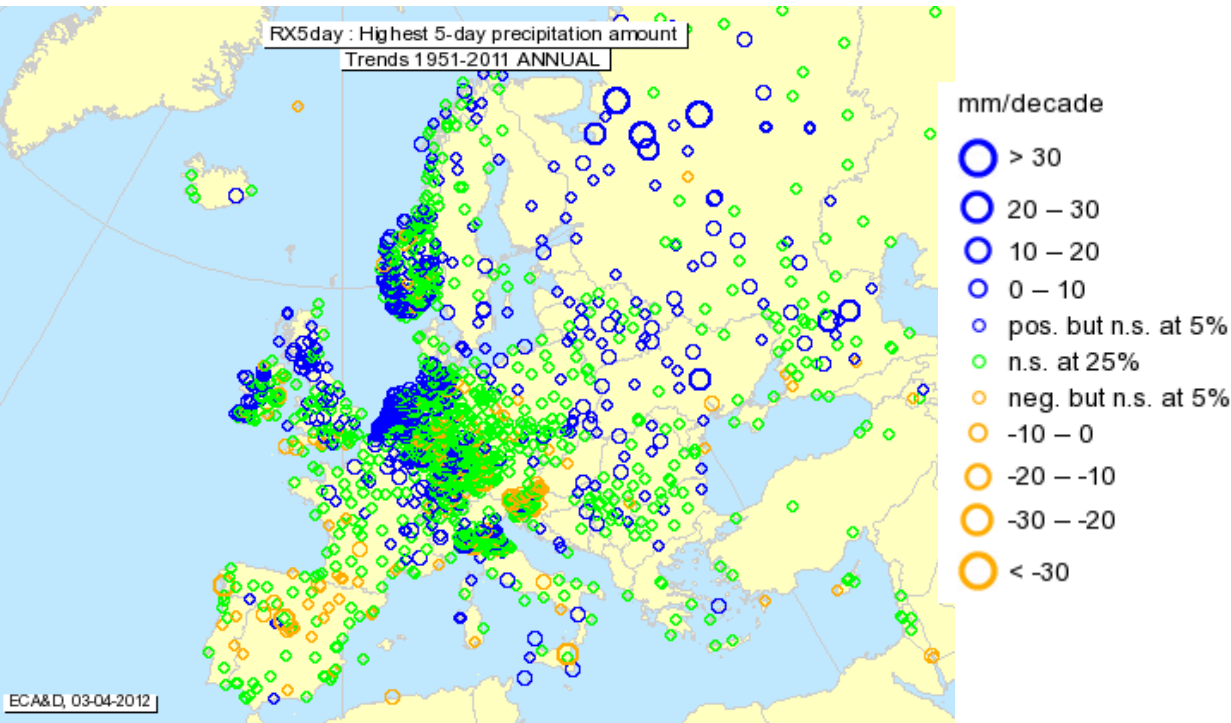 RX5day : Highest 5-day precipitation amount
Trends 1951-2011 ANNUAL
mm/decade
> 30
20 – 30
10 – 20
0 – 10
pos. but n.s. at 5%
n.s. at 25%
neg. but n.s. at 5%
-10 – 0
-20 – -10
-30 – -20
< -30
ECA&D, 03-04-2012